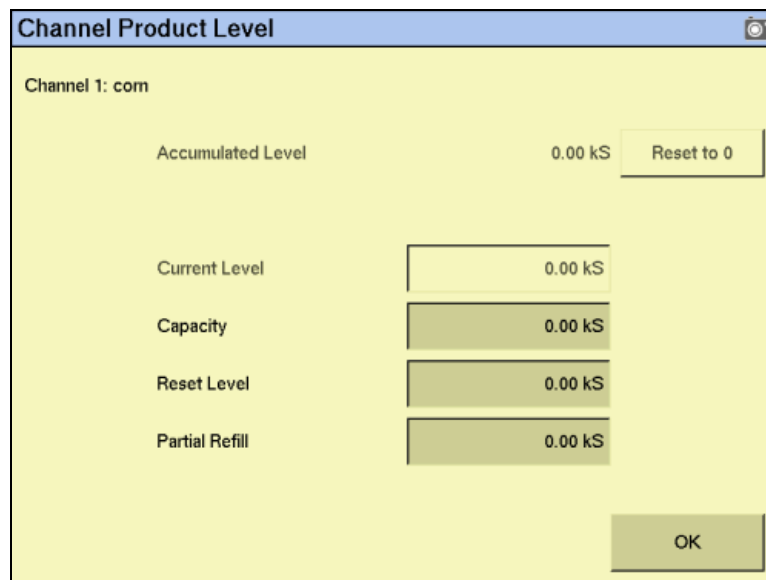 Channel Product Level
Channel 1: corn
Accumulated Level 0.00 kS Reset to 0
Current Level 0.00 kS
Capacity 0.00 kS
Reset Level 0.00 kS
Partial Refill 0.00 kS
OK